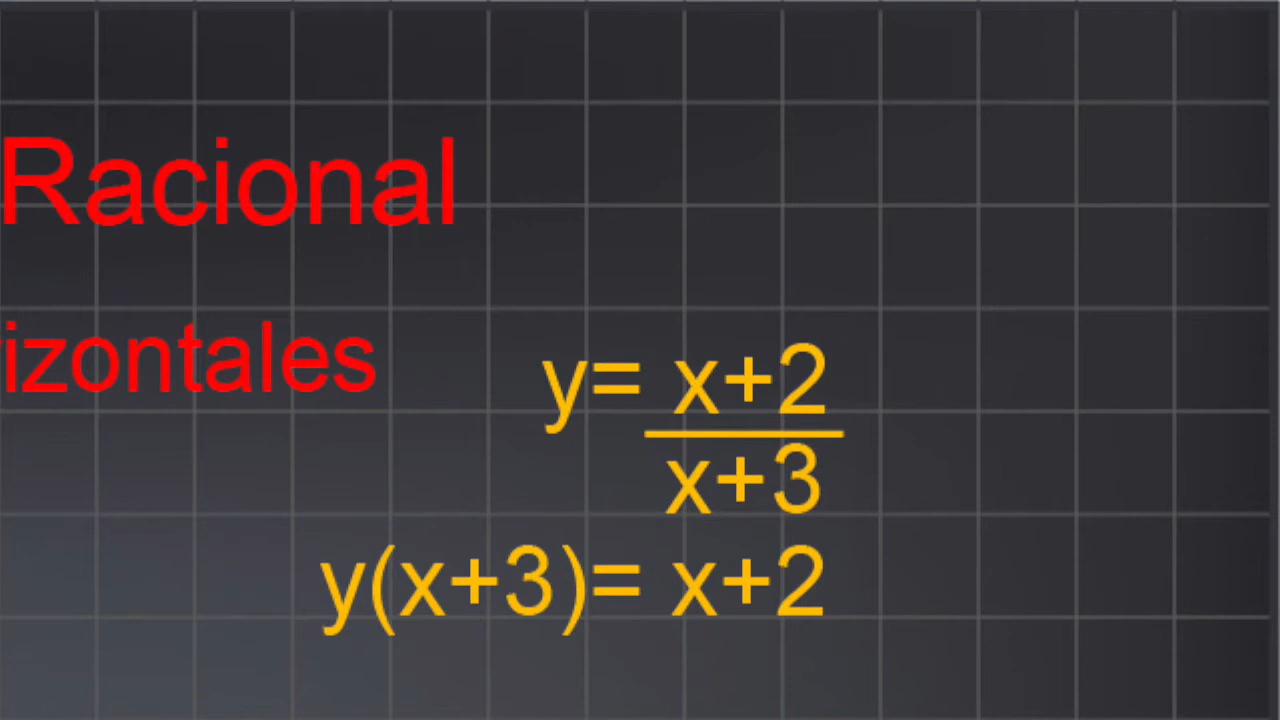 Racional
izontales
y= x+2
x+3
y(x+3)= x+2